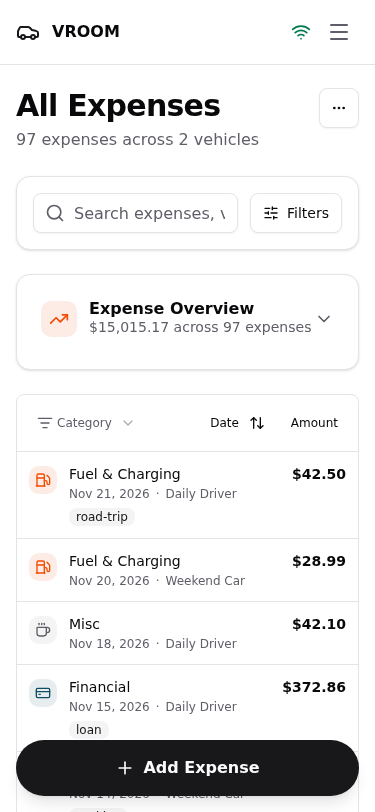 VROOM
All Expenses
97 expenses across 2 vehicles
Search expenses,
Filters
Expense Overview
$15,015.17 across 97 expenses
Category Date Amount
Fuel & Charging $42.50
Nov 21, 2026 · Daily Driver
road-trip
Fuel & Charging $28.99
Nov 20, 2026 · Weekend Car
Misc $42.10
Nov 18, 2026 · Daily Driver
Financial $372.86
Nov 15, 2026 · Daily Driver
loan
Add Expense